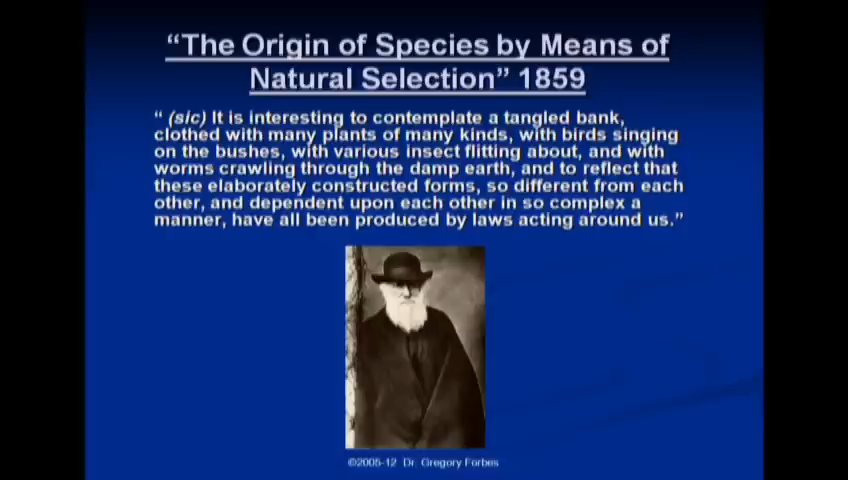 “The Origin of Species by Means of
Natural Selection” 1859
“ (sic) It is interesting to contemplate a tangled bank,
clothed with many plants of many kinds, with birds singing
on the bushes, with various insect flitting about, and with
worms crawling through the damp earth, and to reflect that
these elaborately constructed forms, so different from each
other, and dependent upon each other in so complex a
manner, have all been produced by laws acting around us.”
©2005-12 Dr. Gregory Forbes